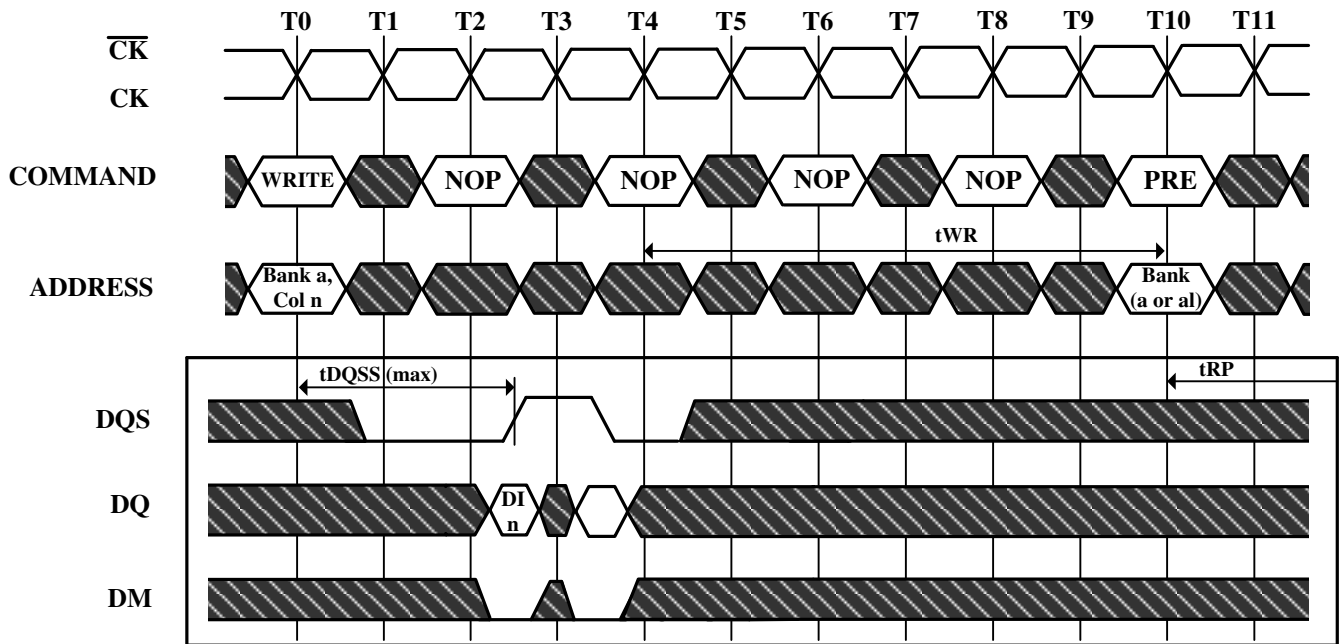 T0 T1 T2 T3 T4 T5 T6 T7 T8 T9 T10 T11
CK
CK
COMMAND WRITE NOP NOP NOP NOP PRE
tWR
ADDRESS Bank a, Bank
Col n (a or al)
tDQSS (max) tRP
DQS
DQ DI
n
DM